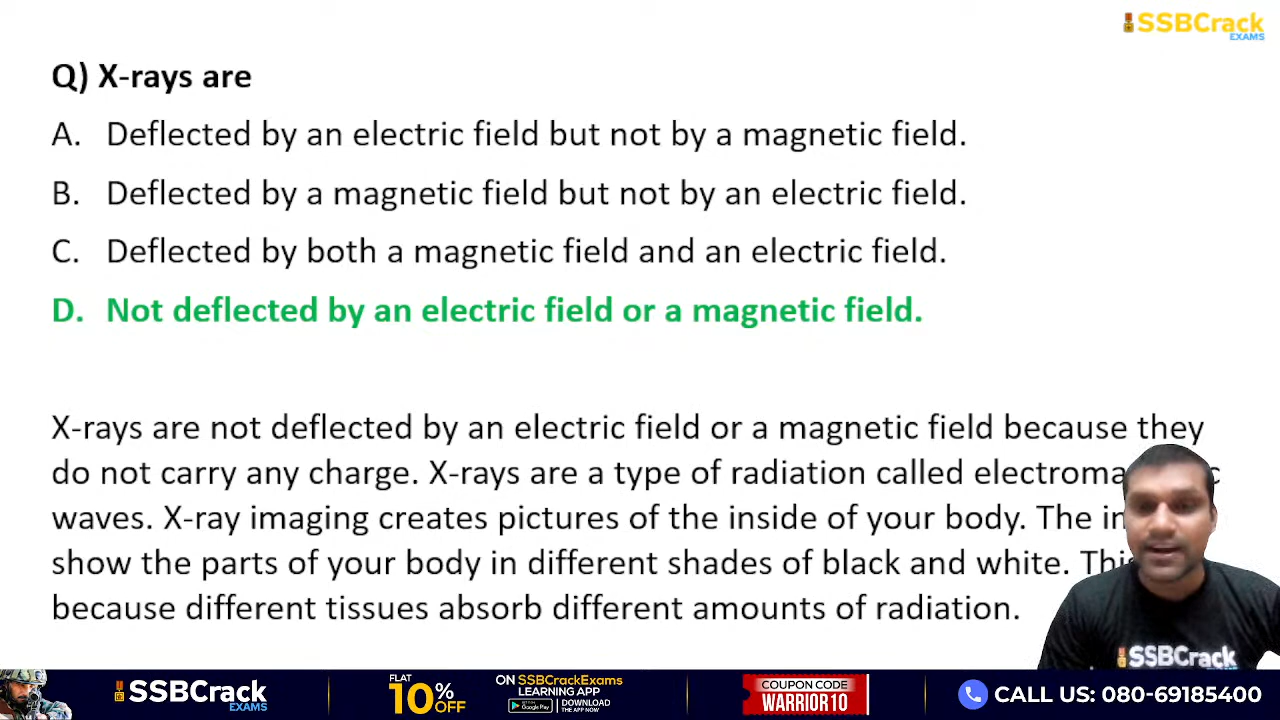 SSBCrack
EXAMS
Q) X-rays are
A. Deflected by an electric field but not by a magnetic field.
B. Deflected by a magnetic field but not by an electric field.
C. Deflected by both a magnetic field and an electric field.
D. Not deflected by an electric field or a magnetic field.
X-rays are not deflected by an electric field or a magnetic field because they
do not carry any charge. X-rays are a type of radiation called
waves. X-ray imaging creates pictures of the inside of your body. The
show the parts of your body in different shades of black and white.
because different tissues absorb different amounts of radiation.
SSBCrack
SSBCrack
EXAMS
FLAT
10% OFF
ON SSBCrackExams
LEARNING APP
Google Play
DOWNLOAD
THE APP NOW
COUPON CODE
WARRIOR10
CALL US: 080-69185400